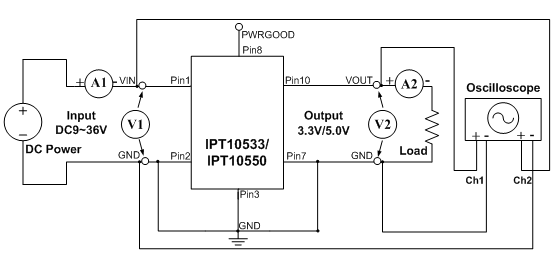 PWRGOOD
Pin8
+ A1 -
VIN
Pin1
Pin10
VOUT
+ A2 -
Oscilloscope
Input
DC9~36V
V1
Output
3.3V/5.0V
V2
+
-
DC Power
IPT10533/
IPT10550
Load
+ - + -
GND
Pin2
Pin7
GND
Ch1
Ch2
Pin3
GND